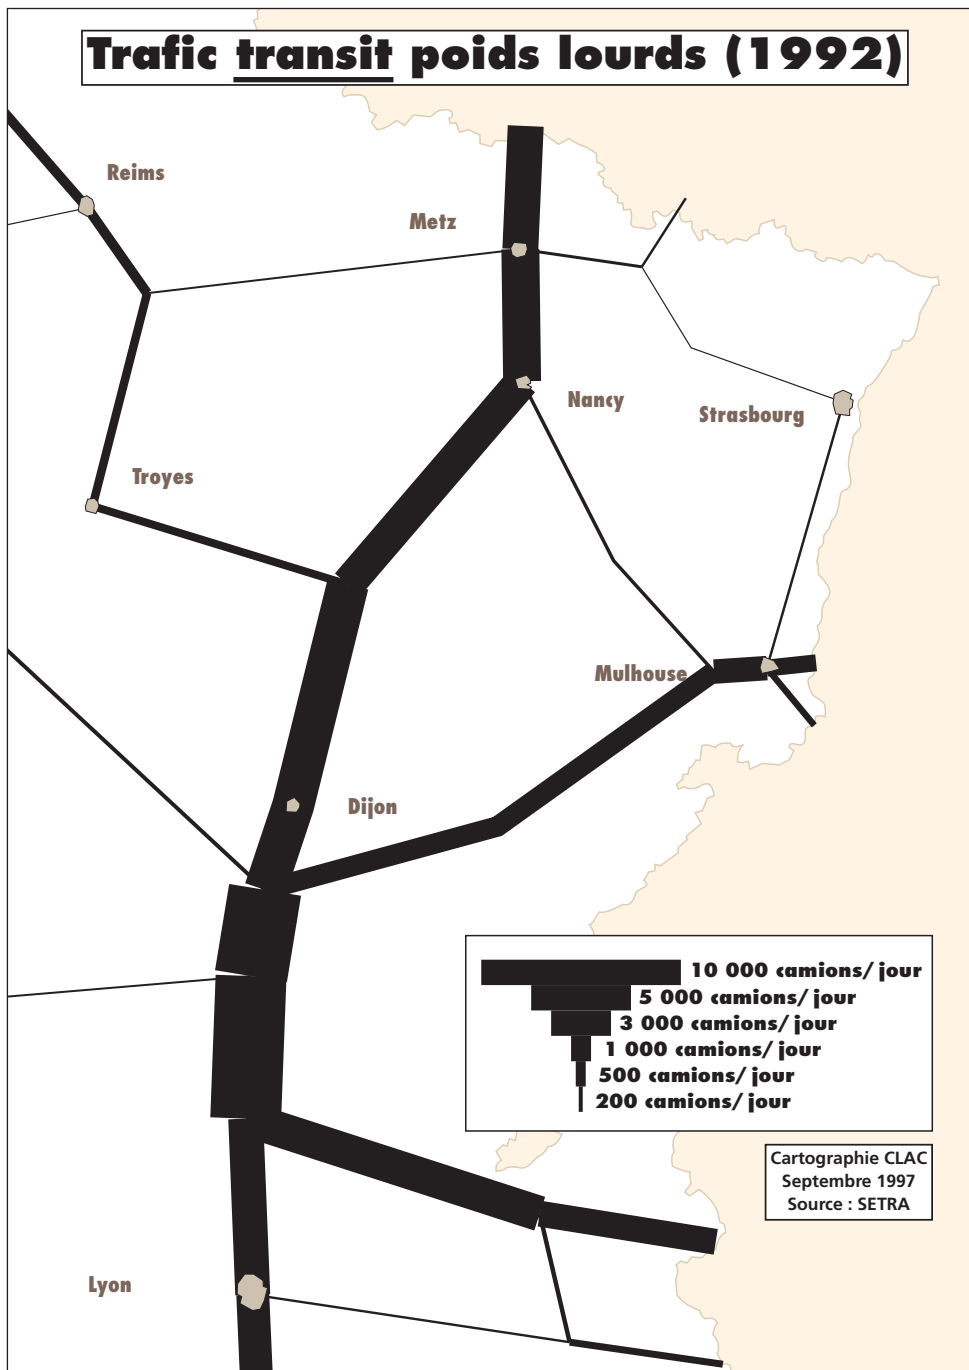 Trafic transit poids lourds (1992)
Reims
Metz
Nancy
Strasbourg
Troyes
Mulhouse
Dijon
10 000 camions/ jour
5 000 camions/ jour
3 000 camions/ jour
1 000 camions/ jour
500 camions/ jour
200 camions/ jour
Cartographie CLAC
Septembre 1997
Source : SETRA
Lyon